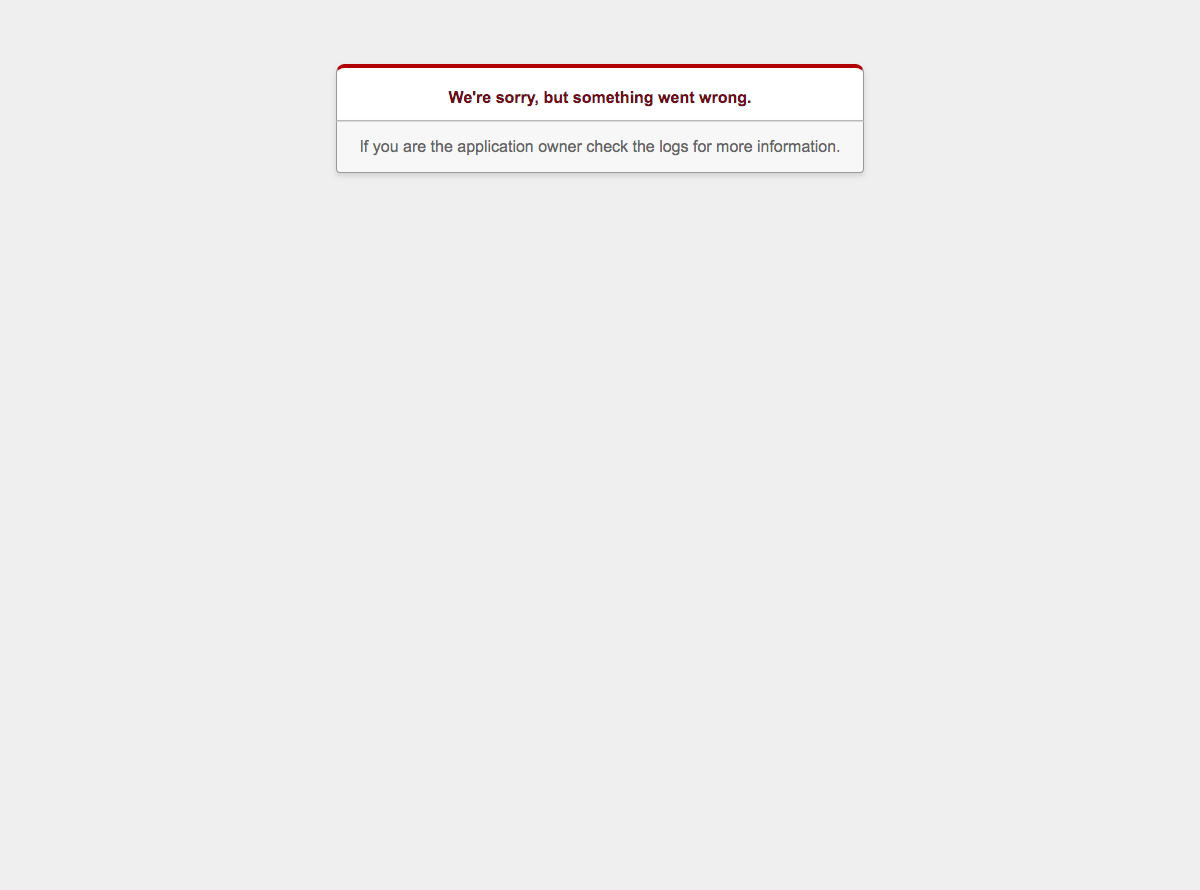 We're sorry, but something went wrong.
If you are the application owner check the logs for more information.